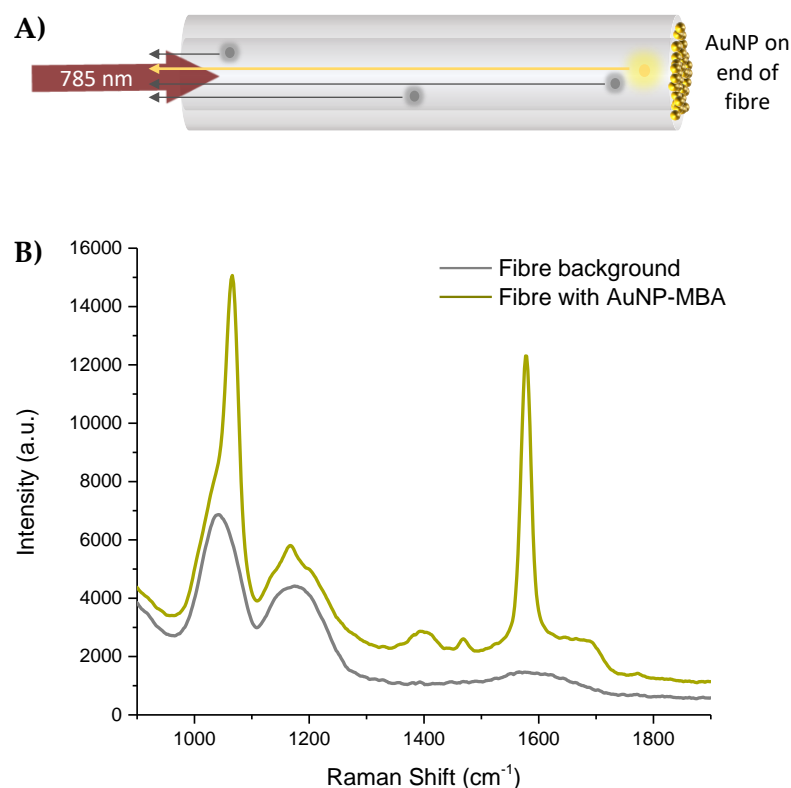 A)
785 nm
AuNP on
end of
fibre
B)
16000
14000
12000
10000
8000
6000
4000
2000
0
Intensity (a.u.)
Fibre background
Fibre with AuNP-MBA
1000 1200 1400 1600 1800
Raman Shift (cm⁻¹)